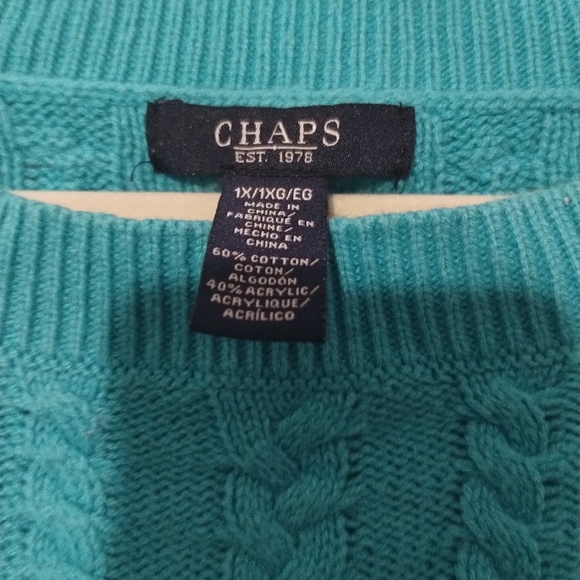 CHAPS
EST. 1978
1X/1XG/EG
MADE IN
CHINA/
FABRIQUÉ EN
CHINE/
HECHO EN
CHINA
60% COTTON/
COTON/
ALGODÓN
40% ACRYLIC/
ACRYLIQUE/
ACRÍLICO